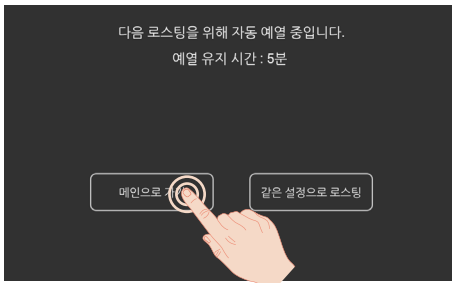 다음 로스팅을 위해 자동 예열 중입니다.
예열 유지 시간 : 5분
메인으로
같은 설정으로 로스팅